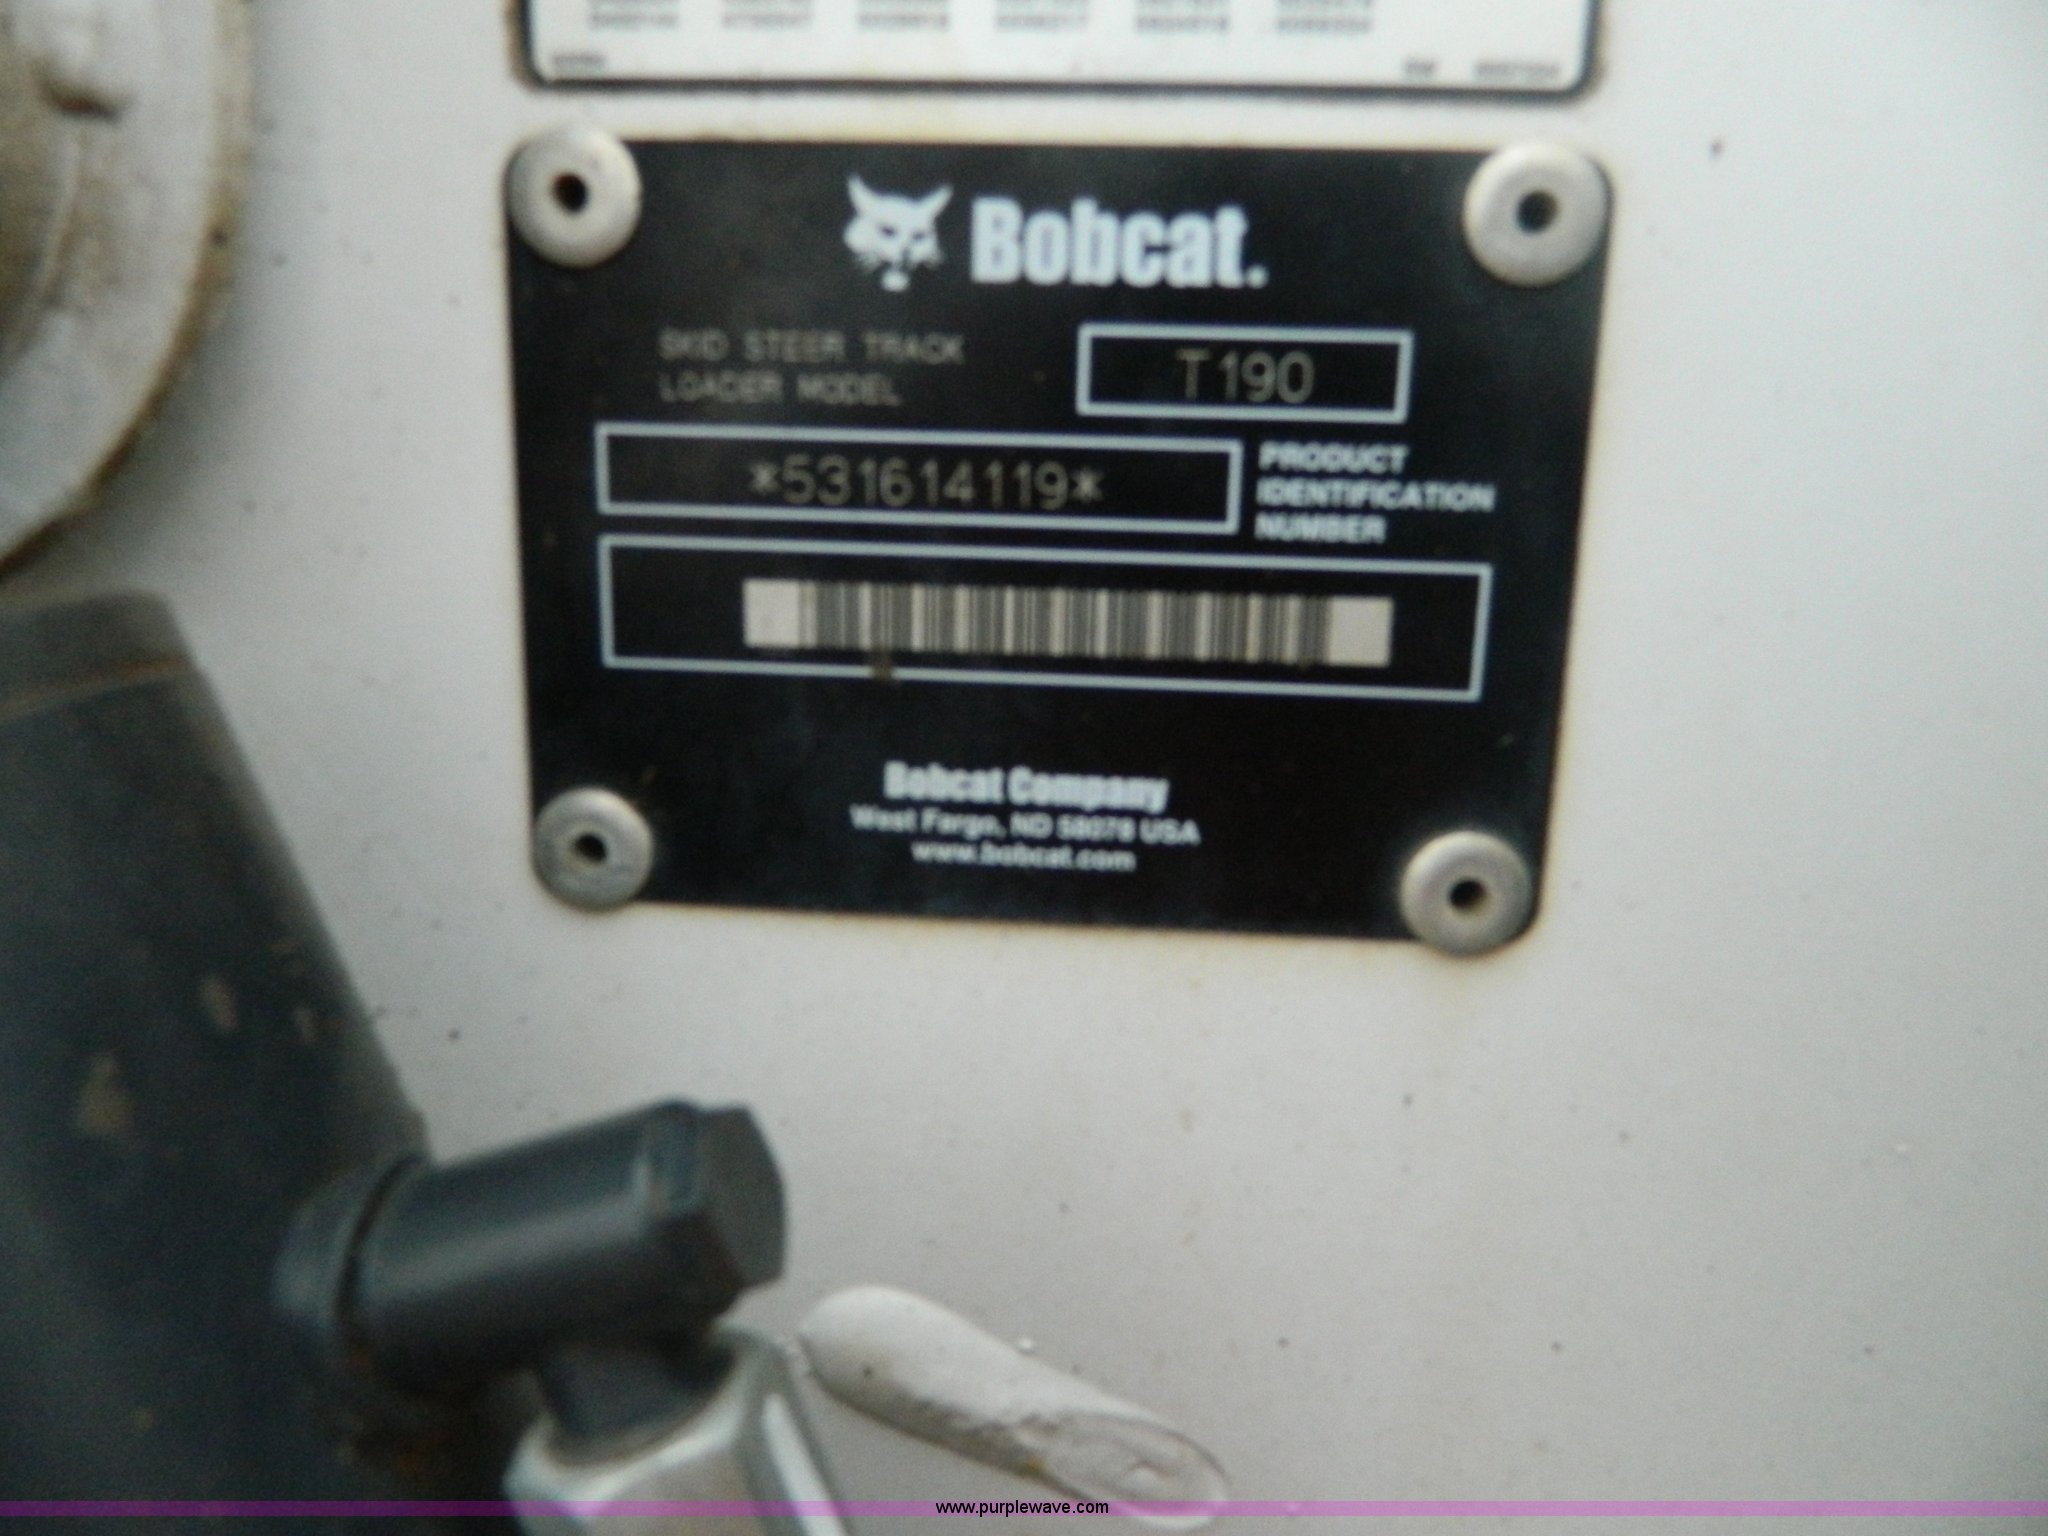 Bobcat.
SKID STEER TRACK
LOADER MODEL
T190
*531614119*
PRODUCT
IDENTIFICATION
NUMBER
Bobcat Company
West Fargo, ND 58078 USA
www.bobcat.com
www.purplewave.com